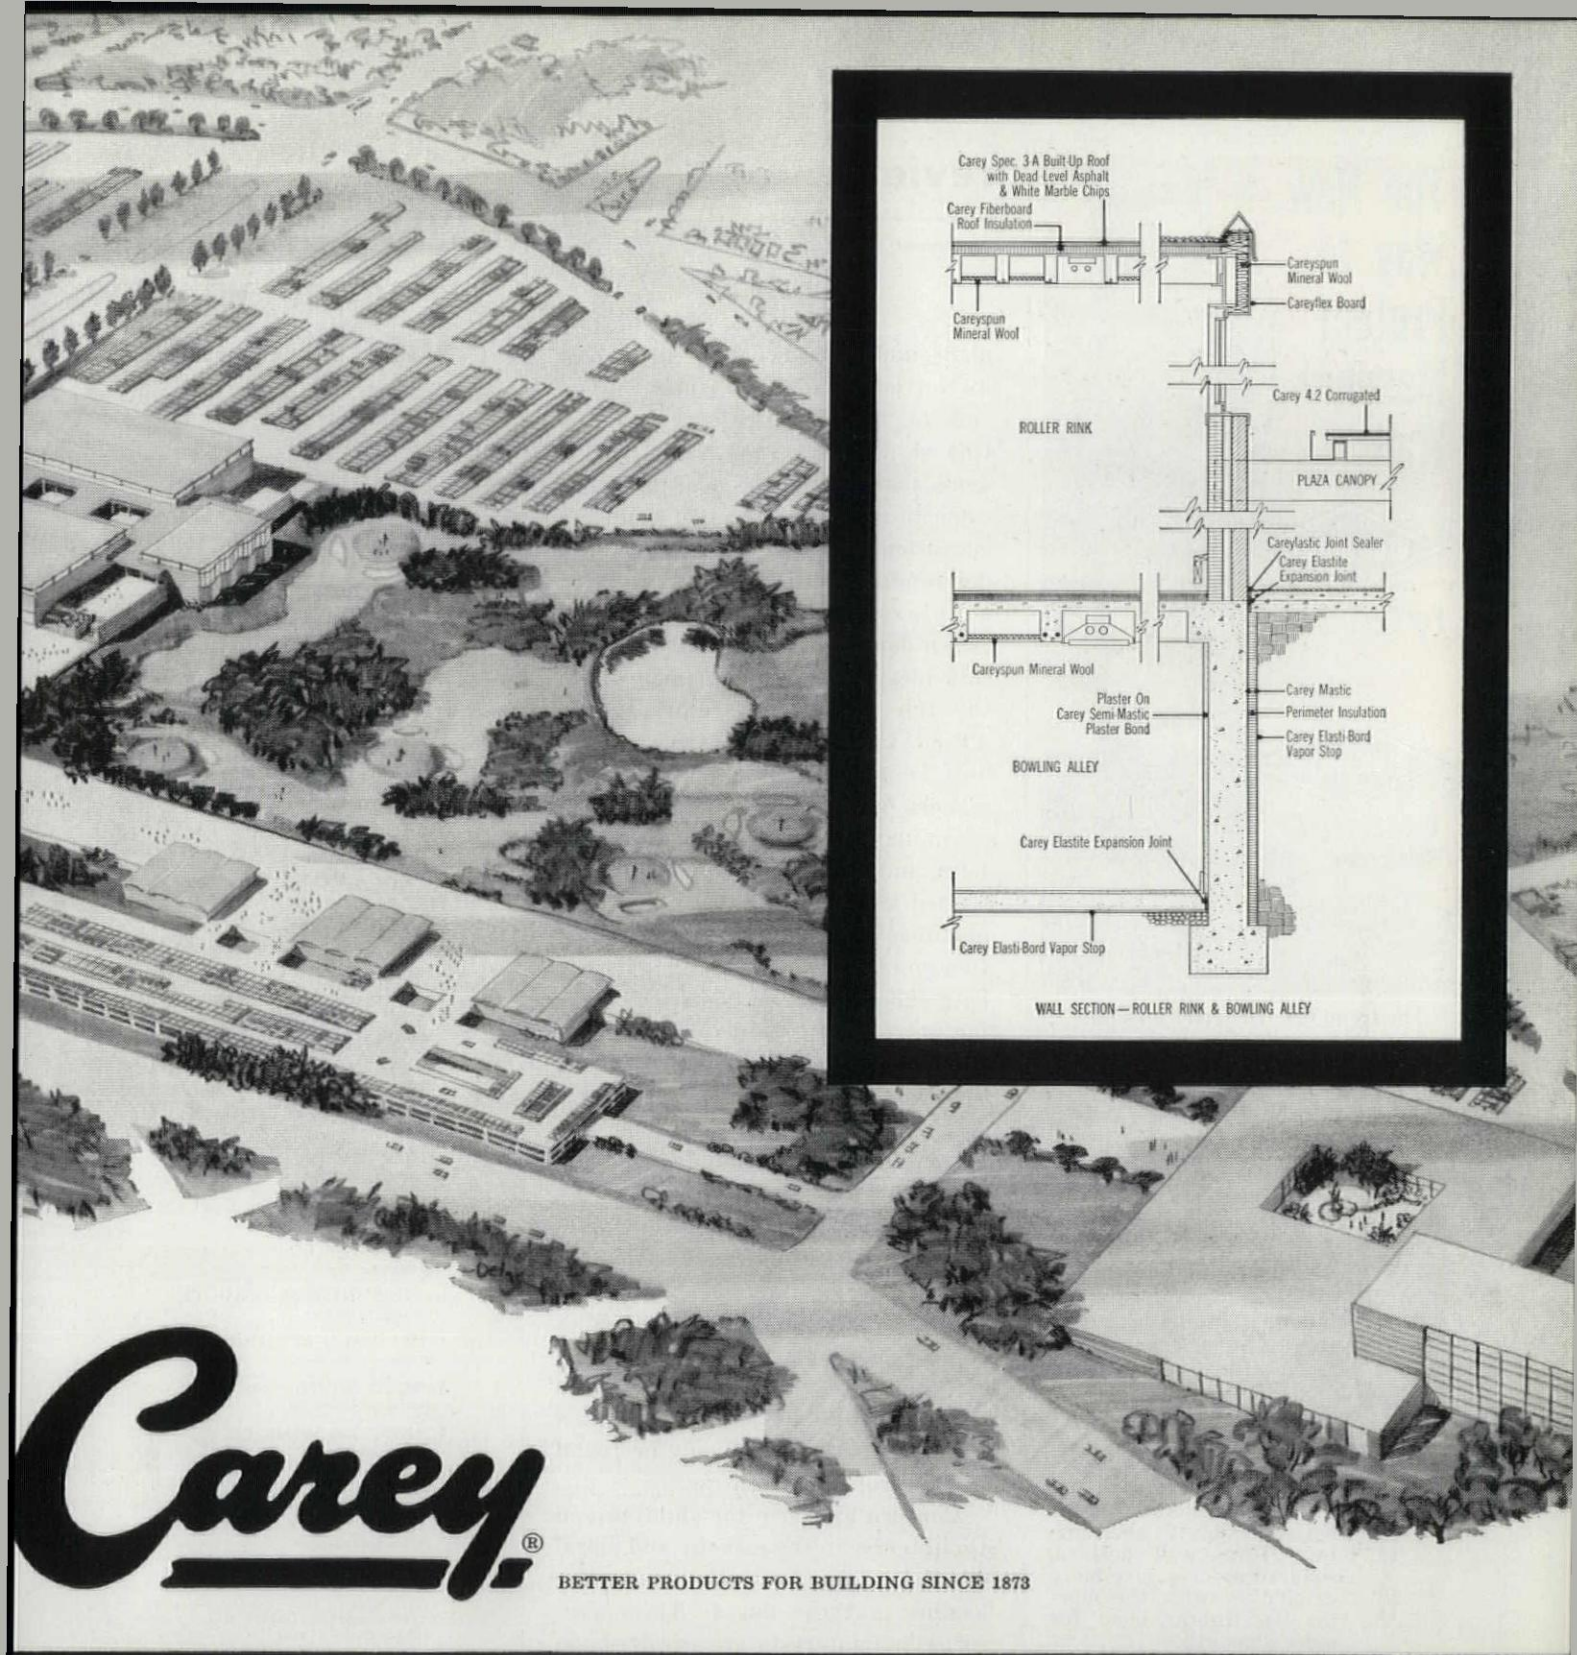 Carey Spec. 3-A Built-Up Roof
with Dead Level Asphalt
& White Marble Chips
Carey Fiberboard
Roof Insulation
Careyspun
Mineral Wool
Careyflex Board
Careyspun
Mineral Wool
Carey 4.2 Corrugated
ROLLER RINK
PLAZA CANOPY
Careylastic Joint Sealer
Carey Elastite
Expansion Joint
Careyspun Mineral Wool
Plaster On
Carey Semi-Mastic
Plaster Bond
Carey Mastic
Perimeter Insulation
Carey Elasti-Bord
Vapor Stop
BOWLING ALLEY
Carey Elastite Expansion Joint
Carey Elasti-Bord Vapor Stop
WALL SECTION — ROLLER RINK & BOWLING ALLEY
Carey®
BETTER PRODUCTS FOR BUILDING SINCE 1873